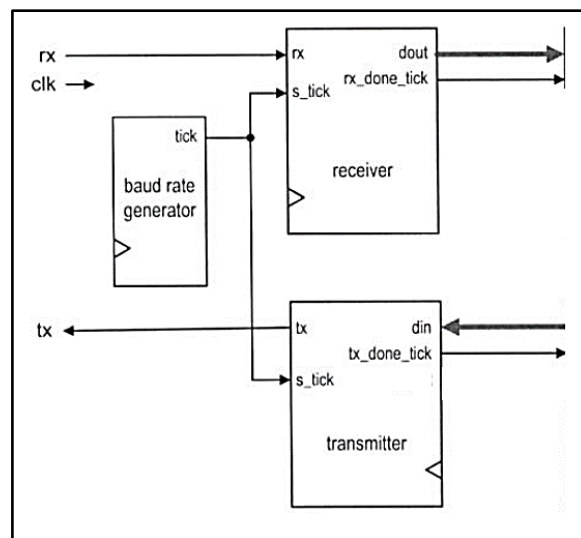 rx
clk
rx
dout
rx_done_tick
s_tick
receiver
tick
baud rate
generator
tx
tx
din
tx_done_tick
s_tick
transmitter